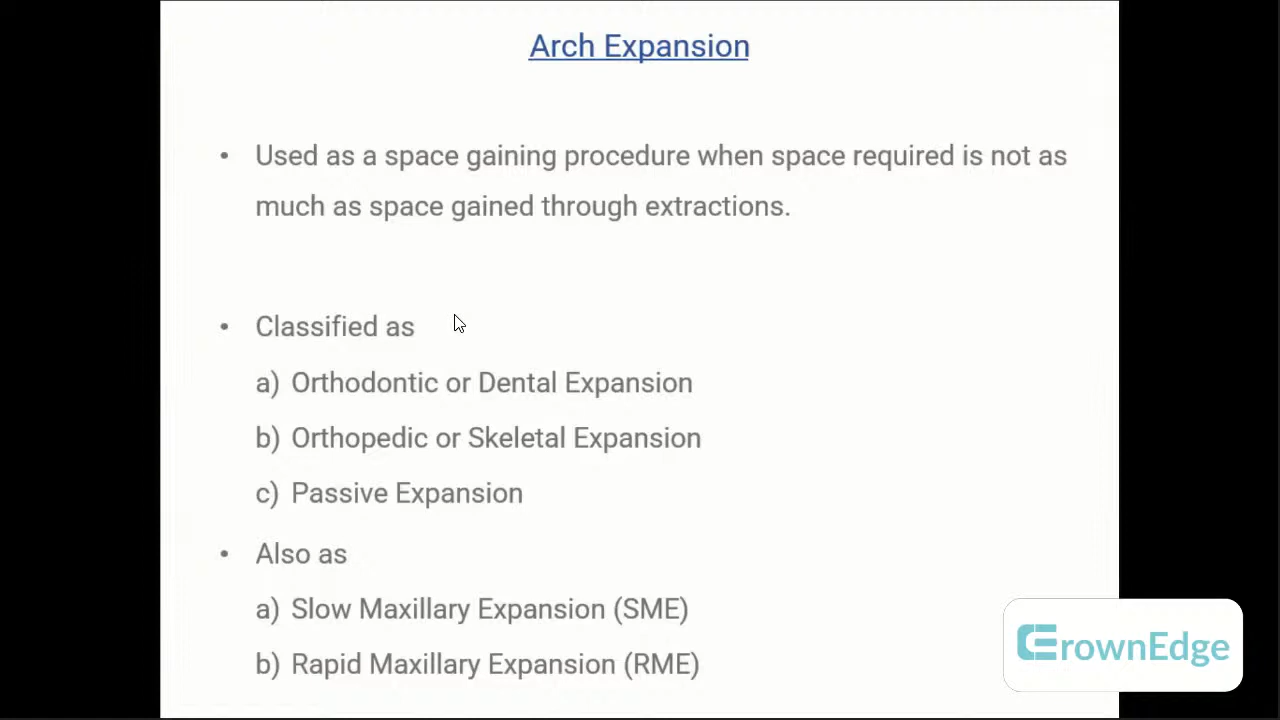 Arch Expansion
• Used as a space gaining procedure when space required is not as
much as space gained through extractions.
• Classified as
a) Orthodontic or Dental Expansion
b) Orthopedic or Skeletal Expansion
c) Passive Expansion
• Also as
a) Slow Maxillary Expansion (SME)
b) Rapid Maxillary Expansion (RME)
CrownEdge